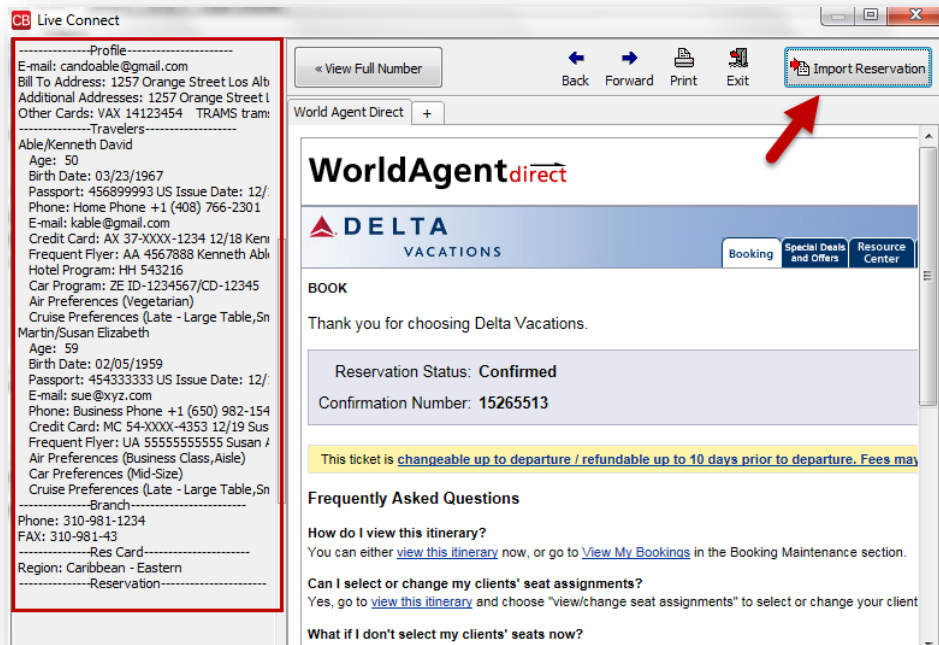 CB Live Connect
---------------Profile----------------------
E-mail: candoable@gmail.com
Bill To Address: 1257 Orange Street Los Alt
Additional Addresses: 1257 Orange Street L
Other Cards: VAX 14123454 TRAMS trams
---------------Travelers-------------------
Able/Kenneth David
Age: 50
Birth Date: 03/23/1967
Passport: 456899993 US Issue Date: 12/
Phone: Home Phone +1 (408) 766-2301
E-mail: kable@gmail.com
Credit Card: AX 37-XXXX-1234 12/18 Kenn
Frequent Flyer: AA 4567888 Kenneth Able
Hotel Program: HH 543216
Car Program: ZE ID-1234567/CD-12345
Air Preferences (Vegetarian)
Cruise Preferences (Late - Large Table,Sm
Martin/Susan Elizabeth
Age: 59
Birth Date: 02/05/1959
Passport: 454333333 US Issue Date: 12/
E-mail: sue@xyz.com
Phone: Business Phone +1 (650) 982-154
Credit Card: MC 54-XXXX-4353 12/19 Sus
Frequent Flyer: UA 55555555555 Susan
Air Preferences (Business Class,Aisle)
Car Preferences (Mid-Size)
Cruise Preferences (Late - Large Table,Sm
---------------Branch------------------------
Phone: 310-981-1234
FAX: 310-981-43
---------------Res Card----------------------
Region: Caribbean - Eastern
---------------Reservation----------------------
« View Full Number
Back Forward Print Exit
Import Reservation
World Agent Direct +
WorldAgentdirect
DELTA
VACATIONS
Booking
Special Deals and Offers
Resource Center
BOOK
Thank you for choosing Delta Vacations.
Reservation Status: Confirmed
Confirmation Number: 15265513
This ticket is changeable up to departure / refundable up to 10 days prior to departure. Fees may
Frequently Asked Questions
How do I view this itinerary?
You can either view this itinerary now, or go to View My Bookings in the Booking Maintenance section.
Can I select or change my clients' seat assignments?
Yes, go to view this itinerary and choose "view/change seat assignments" to select or change your client
What if I don't select my clients' seats now?